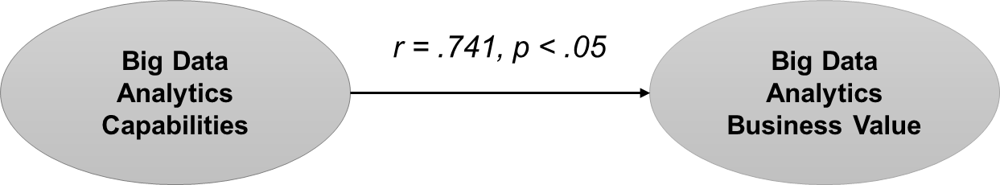 Big Data
Analytics
Capabilities
r = .741, p < .05
Big Data
Analytics
Business Value